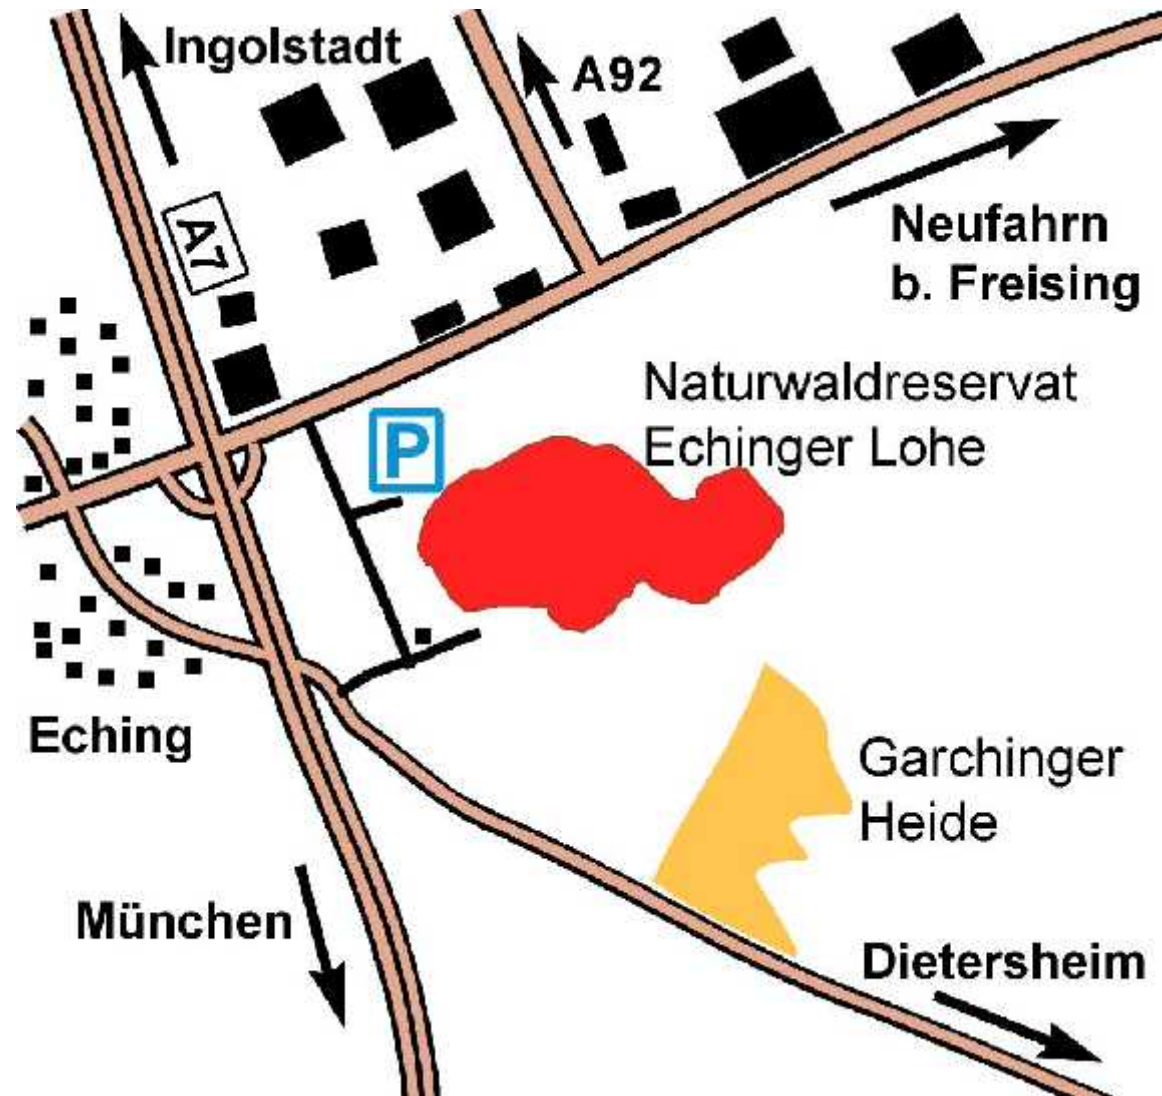 Ingolstadt
A92
A7
Neufahrn
b. Freising
Naturwaldreservat
Echinger Lohe
P
Eching
Garchinger
Heide
München
Dietersheim